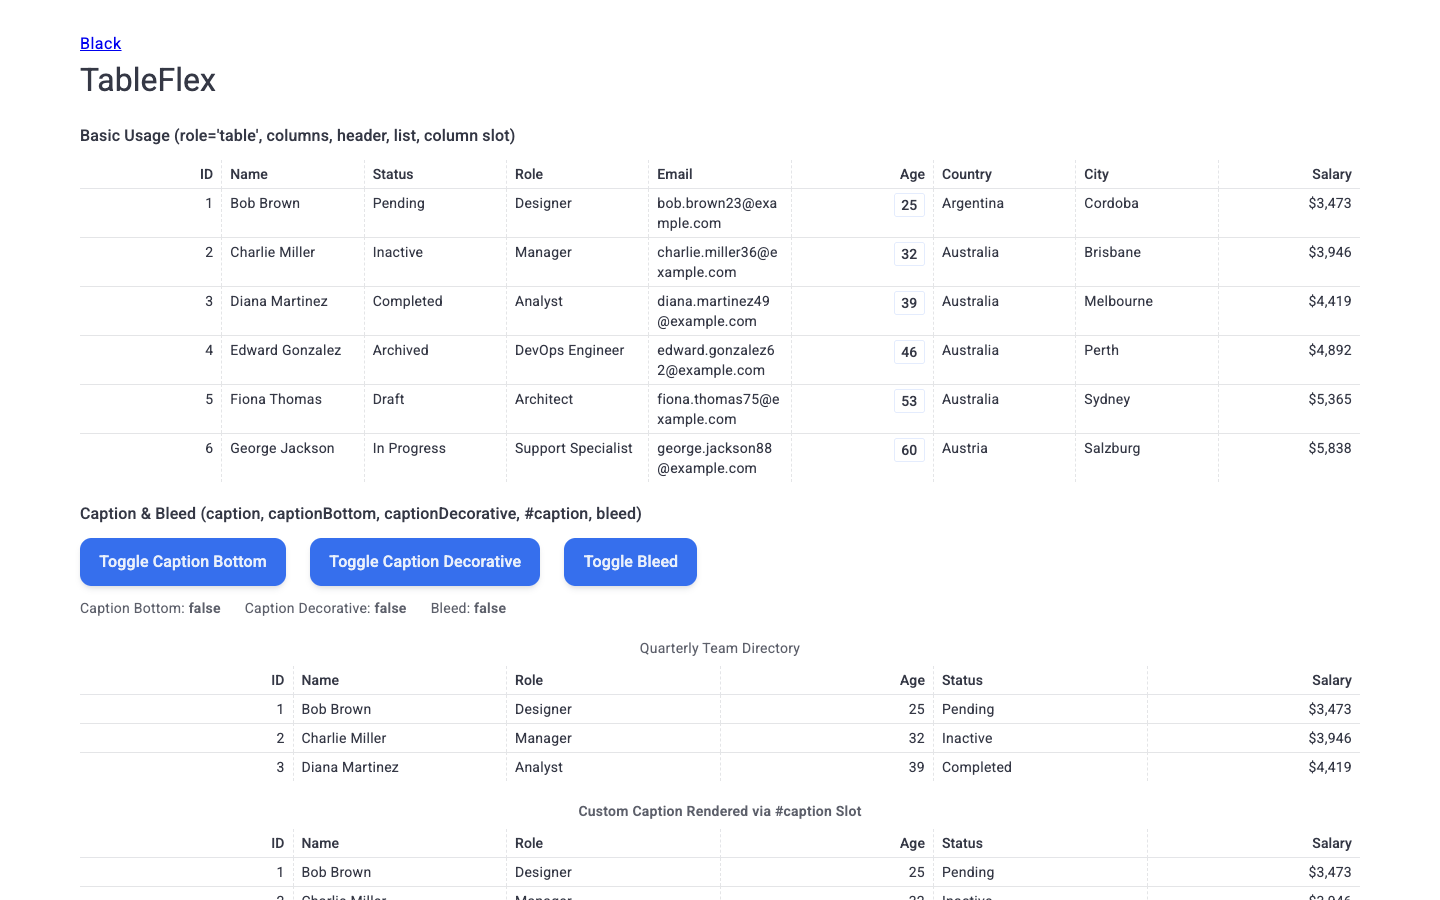 Black
TableFlex
Basic Usage (role='table', columns, header, list, column slot)
ID Name Status Role Email Age Country City Salary
1 Bob Brown Pending Designer bob.brown23@exa 25 Argentina Cordoba $3,473
mple.com
2 Charlie Miller Inactive Manager charlie.miller36@e 32 Australia Brisbane $3,946
xample.com
3 Diana Martinez Completed Analyst diana.martinez49 39 Australia Melbourne $4,419
@example.com
4 Edward Gonzalez Archived DevOps Engineer edward.gonzalez6 46 Australia Perth $4,892
2@example.com
5 Fiona Thomas Draft Architect fiona.thomas75@e 53 Australia Sydney $5,365
xample.com
6 George Jackson In Progress Support Specialist george.jackson88 60 Austria Salzburg $5,838
@example.com
Caption & Bleed (caption, captionBottom, captionDecorative, #caption, bleed)
Toggle Caption Bottom Toggle Caption Decorative Toggle Bleed
Caption Bottom: false Caption Decorative: false Bleed: false
Quarterly Team Directory
ID Name Role Age Status Salary
1 Bob Brown Designer 25 Pending $3,473
2 Charlie Miller Manager 32 Inactive $3,946
3 Diana Martinez Analyst 39 Completed $4,419
Custom Caption Rendered via #caption Slot
ID Name Role Age Status Salary
1 Bob Brown Designer 25 Pending $3,473
2 Charlie Miller Manager 32 Inactive $3,946